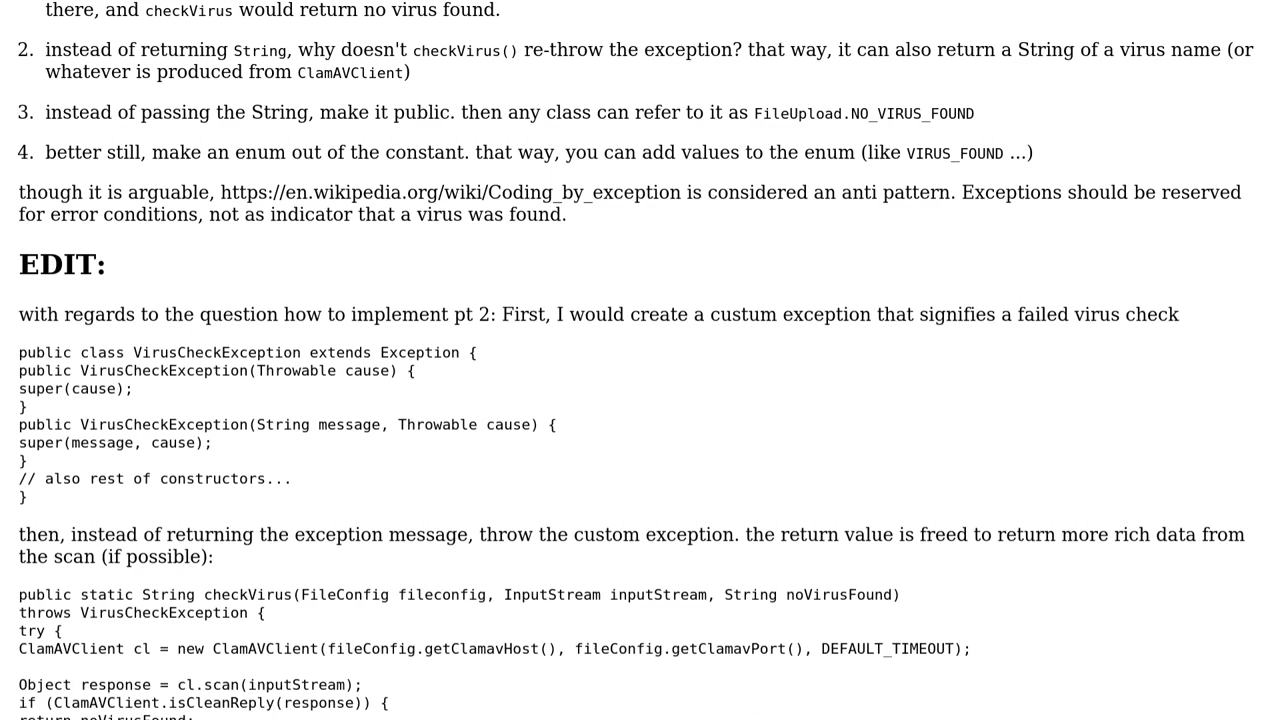 there, and checkVirus would return no virus found.
2. instead of returning String, why doesn't checkVirus() re-throw the exception? that way, it can also return a String of a virus name (or
whatever is produced from ClamAVClient)
3. instead of passing the String, make it public. then any class can refer to it as FileUpload.NO_VIRUS_FOUND
4. better still, make an enum out of the constant. that way, you can add values to the enum (like VIRUS_FOUND ...)
though it is arguable, https://en.wikipedia.org/wiki/Coding_by_exception is considered an anti pattern. Exceptions should be reserved
for error conditions, not as indicator that a virus was found.
EDIT:
with regards to the question how to implement pt 2: First, I would create a custum exception that signifies a failed virus check
public class VirusCheckException extends Exception {
public VirusCheckException(Throwable cause) {
super(cause);
}
public VirusCheckException(String message, Throwable cause) {
super(message, cause);
}
// also rest of constructors...
}
then, instead of returning the exception message, throw the custom exception. the return value is freed to return more rich data from
the scan (if possible):
public static String checkVirus(FileConfig fileconfig, InputStream inputStream, String noVirusFound)
throws VirusCheckException {
try {
ClamAVClient cl = new ClamAVClient(fileConfig.getClamavHost(), fileConfig.getClamavPort(), DEFAULT_TIMEOUT);
Object response = cl.scan(inputStream);
if (ClamAVClient.isCleanReply(response)) {
return noVirusFound;